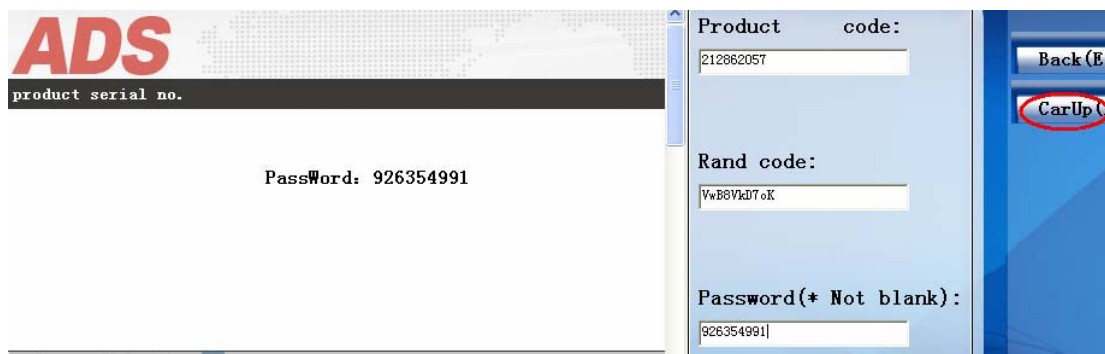 ADS
product serial no.
PassWord: 926354991
Product code:
212862057
Rand code:
VwB8VkD7oK
Password(* Not blank):
926354991
Back(E
CarUp(